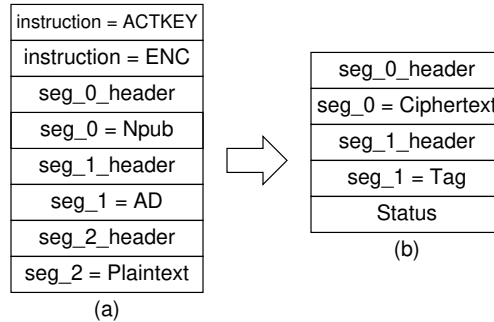 instruction = ACTKEY
instruction = ENC
seg_0_header
seg_0 = Npub
seg_1_header
seg_1 = AD
seg_2_header
seg_2 = Plaintext
(a)
seg_0_header
seg_0 = Ciphertext
seg_1_header
seg_1 = Tag
Status
(b)